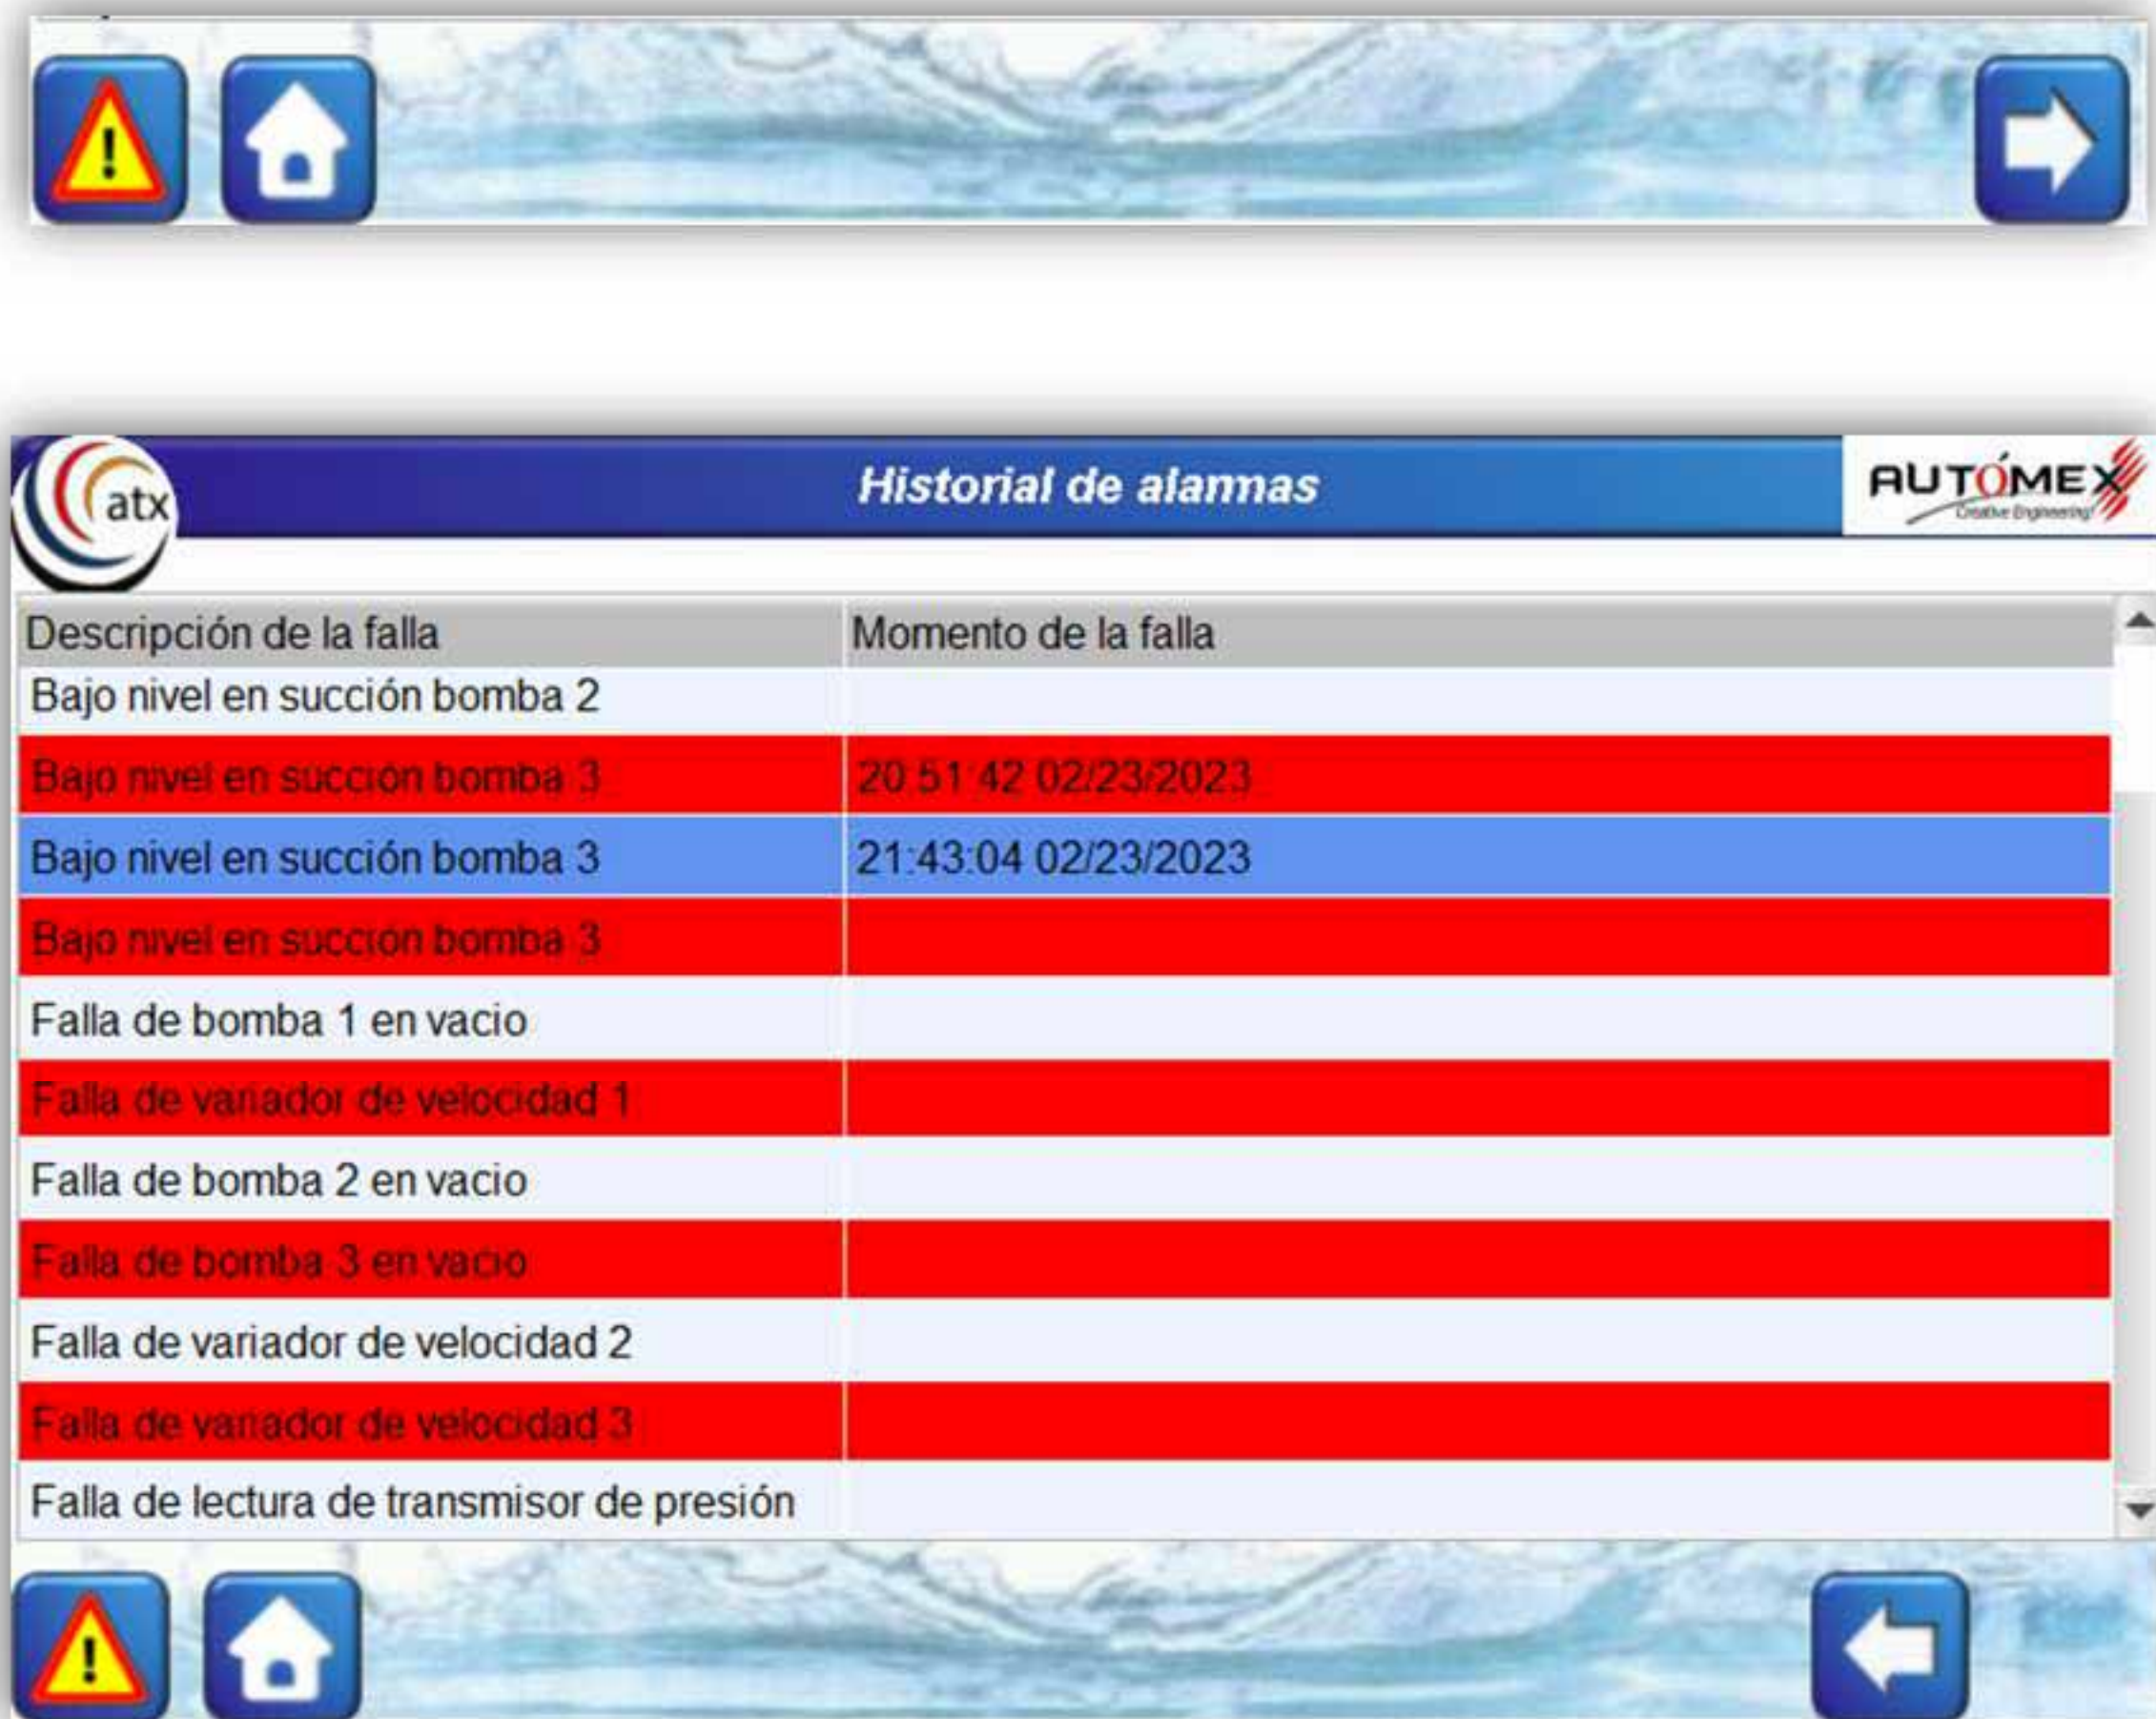 atx
Historial de alarmas
AUTÓMEX
Creative Engineering!
Descripción de la falla Momento de la falla
Bajo nivel en succión bomba 2
Bajo nivel en succión bomba 3 20:51:42 02/23/2023
Bajo nivel en succión bomba 3 21:43:04 02/23/2023
Bajo nivel en succión bomba 3
Falla de bomba 1 en vacio
Falla de variador de velocidad 1
Falla de bomba 2 en vacio
Falla de bomba 3 en vacio
Falla de variador de velocidad 2
Falla de variador de velocidad 3
Falla de lectura de transmisor de presión